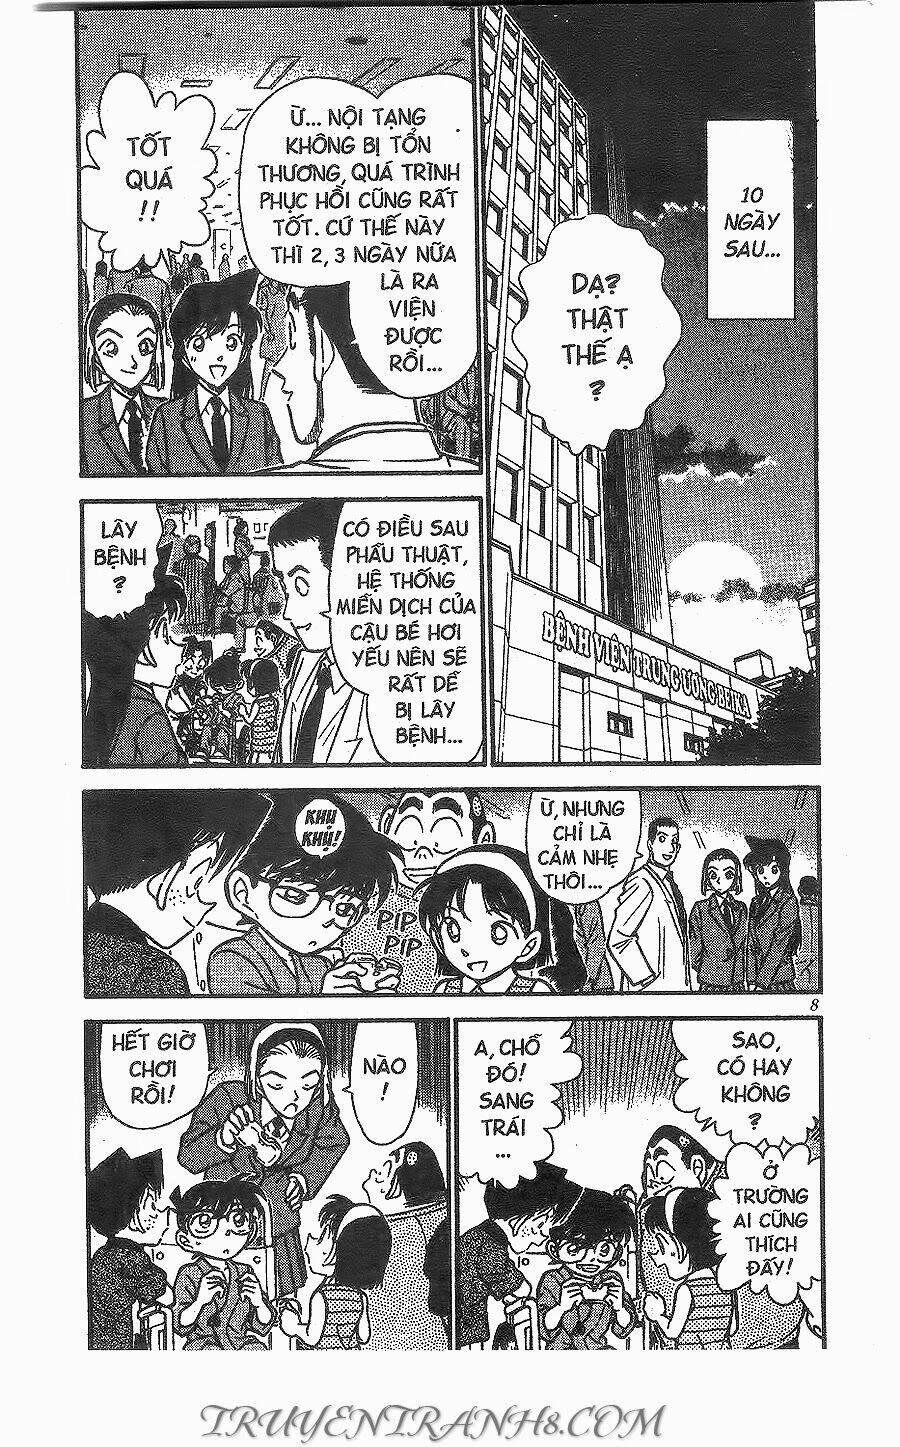 10
NGÀY
SAU...
DẠ?
THẬT
THẾ Ạ
?
BỆNH VIỆN TRUNG ƯƠNG BEIKA
Ừ... NỘI TẠNG
KHÔNG BỊ TỔN
THƯƠNG, QUÁ TRÌNH
PHỤC HỒI CŨNG RẤT
TỐT. CỨ THẾ NÀY
THÌ 2, 3 NGÀY NỮA
LÀ RA
VIỆN
ĐƯỢC
RỒI...
TỐT
QUÁ
!!
CÓ ĐIỀU SAU
PHẨU THUẬT,
HỆ THỐNG
MIỄN DỊCH CỦA
CẬU BÉ HƠI
YẾU NÊN SẼ
RẤT DỄ
BỊ LÂY
BỆNH...
LÂY
BỆNH
?
Ừ, NHƯNG
CHỈ LÀ
CẢM NHẸ
THÔI...
KHỤ
KHỤ!
PIP
PIP
8
SAO,
CÓ HAY
KHÔNG
?
Ở
TRƯỜNG
AI CŨNG
THÍCH
ĐẤY!
A, CHỖ
ĐÓ!
SANG
TRÁI
...
NÀO
!
HẾT GIỜ
CHƠI
RỒI!
TRUYENTRANH8.COM